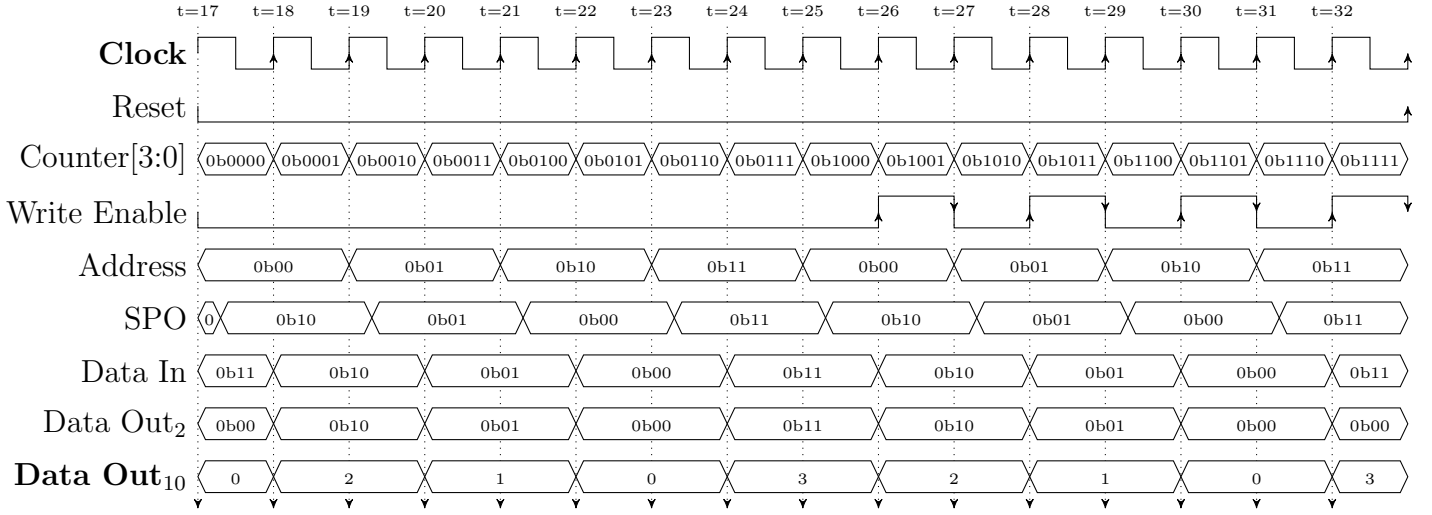 t=17 t=18 t=19 t=20 t=21 t=22 t=23 t=24 t=25 t=26 t=27 t=28 t=29 t=30 t=31 t=32
Clock
Reset
Counter[3:0] 0b0000 0b0001 0b0010 0b0011 0b0100 0b0101 0b0110 0b0111 0b1000 0b1001 0b1010 0b1011 0b1100 0b1101 0b1110 0b1111
Write Enable
Address 0b00 0b01 0b10 0b11 0b00 0b01 0b10 0b11
SPO 0 0b10 0b01 0b00 0b11 0b10 0b01 0b00 0b11
Data In 0b11 0b10 0b01 0b00 0b11 0b10 0b01 0b00 0b11
Data Out₂ 0b00 0b10 0b01 0b00 0b11 0b10 0b01 0b00 0b00
Data Out₁₀ 0 2 1 0 3 2 1 0 3